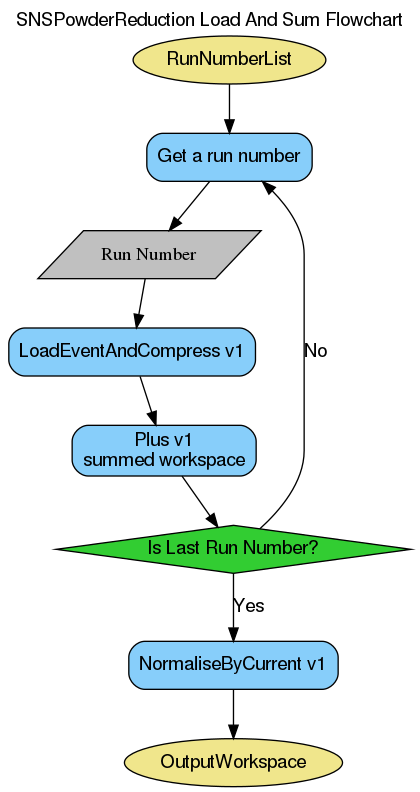 SNSPowderReduction Load And Sum Flowchart
RunNumberList
Get a run number
Run Number
LoadEventAndCompress v1
No
Plus v1
summed workspace
Is Last Run Number?
Yes
NormaliseByCurrent v1
OutputWorkspace